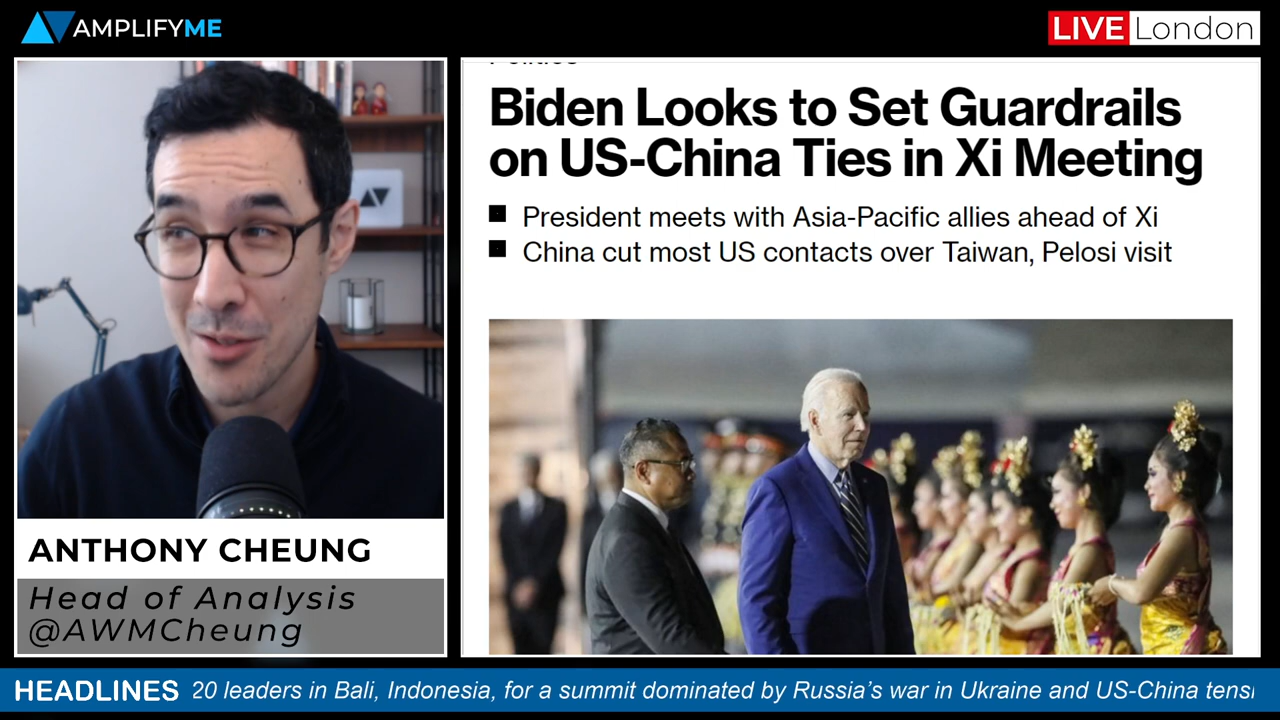 AMPLIFYME
LIVE London
Biden Looks to Set Guardrails
on US-China Ties in Xi Meeting
President meets with Asia-Pacific allies ahead of Xi
China cut most US contacts over Taiwan, Pelosi visit
ANTHONY CHEUNG
Head of Analysis
@AWMCheung
HEADLINES 20 leaders in Bali, Indonesia, for a summit dominated by Russia's war in Ukraine and US-China